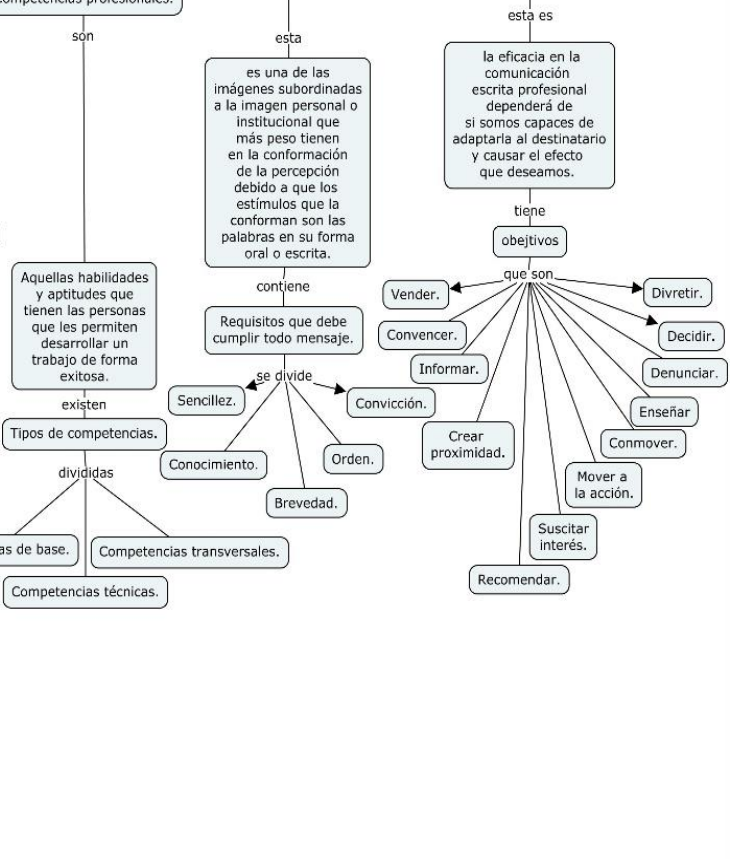 competencias profesionales.
son
Aquellas habilidades
y aptitudes que
tienen las personas
que les permiten
desarrollar un
trabajo de forma
exitosa.
existen
Tipos de competencias.
divididas
as de base.
Competencias transversales.
Competencias técnicas.
esta
es una de las
imágenes subordinadas
a la imagen personal o
institucional que
más peso tienen
en la conformación
de la percepción
debido a que los
estímulos que la
conforman son las
palabras en su forma
oral o escrita.
contiene
Requisitos que debe
cumplir todo mensaje.
se divide
Sencillez.
Convicción.
Conocimiento.
Orden.
Brevedad.
esta es
la eficacia en la
comunicación
escrita profesional
dependerá de
si somos capaces de
adaptarla al destinatario
y causar el efecto
que deseamos.
tiene
obejtivos
que son
Vender.
Divretir.
Convencer.
Decidir.
Informar.
Denunciar.
Enseñar
Crear
proximidad.
Conmover.
Mover a
la acción.
Suscitar
interés.
Recomendar.